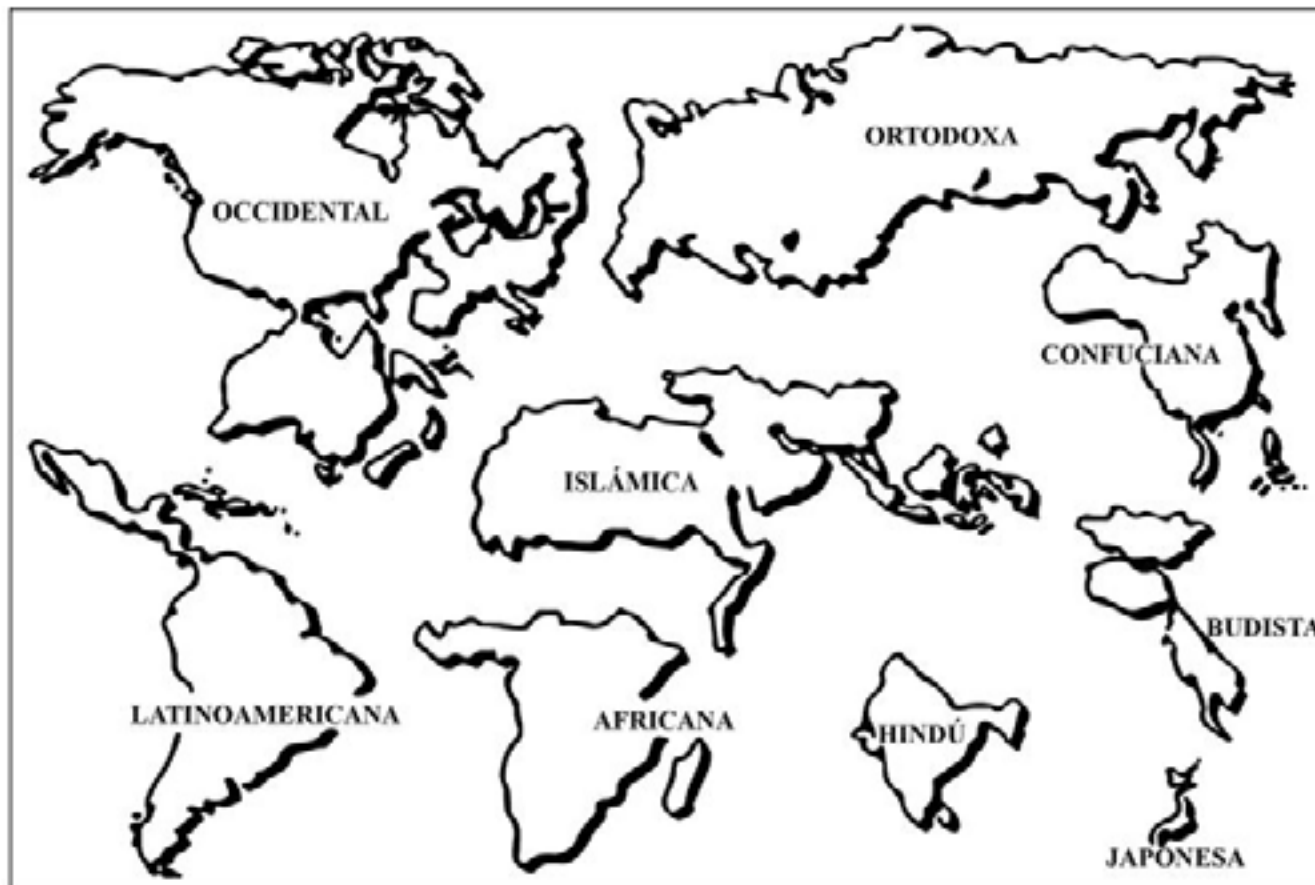 ORTODOXA
OCCIDENTAL
CONFUCIANA
ISLÁMICA
BUDISTA
LATINOAMERICANA
AFRICANA
HINDÚ
JAPONESA